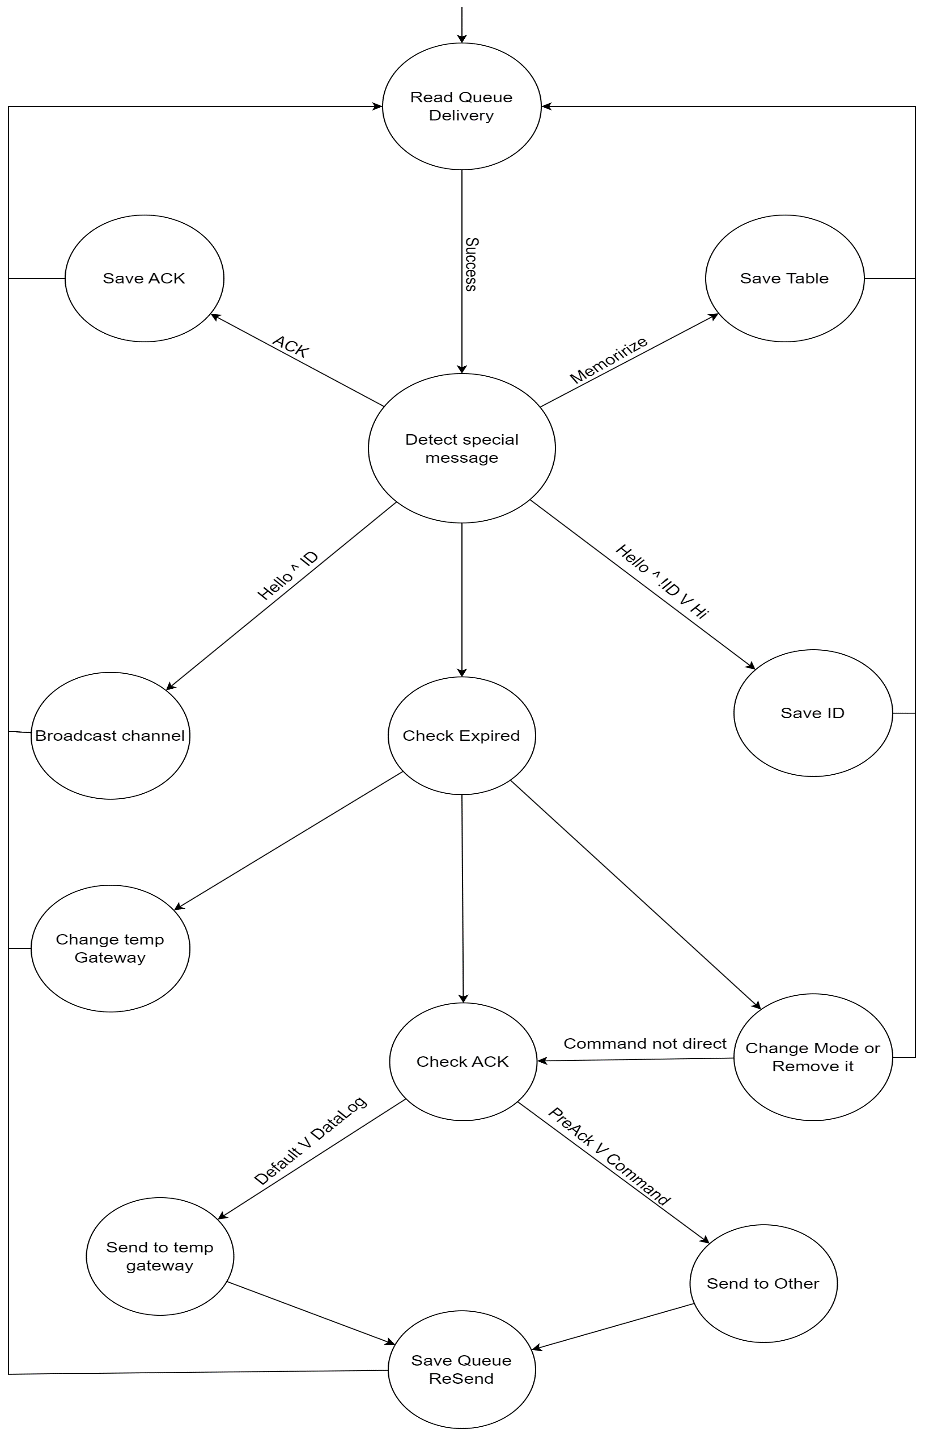 Read Queue
Delivery
Success
Save ACK
Save Table
ACK
Memoririze
Detect special
message
Hello ^ ID
Hello ^ !ID V Hi
Broadcast channel
Check Expired
Save ID
Change temp
Gateway
Check ACK
Command not direct
Change Mode or
Remove it
Default V DataLog
PreAck V Command
Send to temp
gateway
Send to Other
Save Queue
ReSend